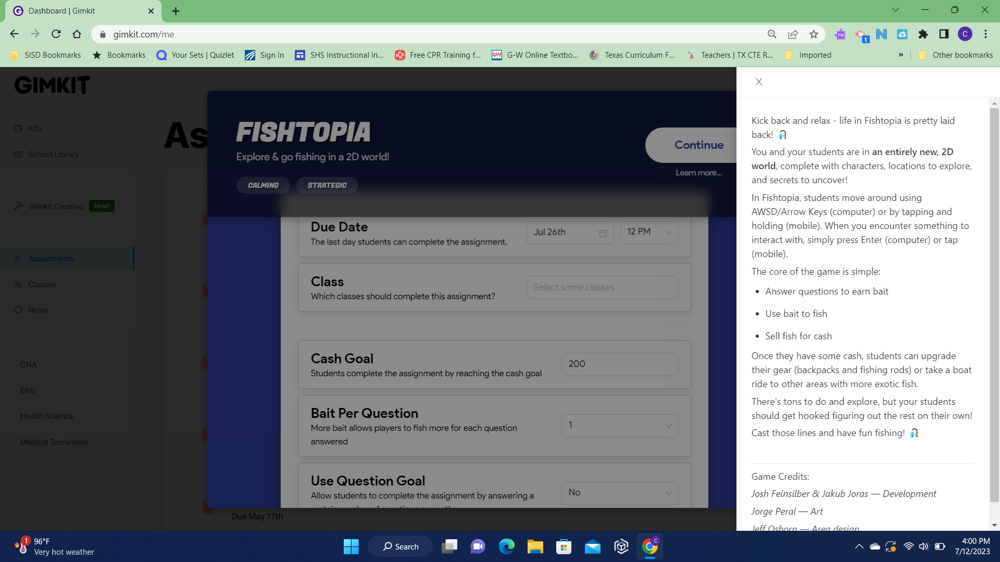 Dashboard | Gimkit
gimkit.com/me
1
C
SISD Bookmarks
Bookmarks
Your Sets | Quizlet
Sign In
SHS Instructional In...
Free CPR Training f...
GW
G-W Online Textbo...
Texas Curriculum F...
Teachers | TX CTE R...
Imported
»
Other bookmarks
GIMKIT
Kits
School Library
Gimkit Creative New!
Assignments
Classes
News
CNA
EKG
Health Science
Medical Terminoloy
As
FISHTOPIA
Explore & go fishing in a 2D world!
CALMING
STRATEGIC
Continue
Learn more...
Due Date
The last day students can complete the assignment.
Jul 26th
12 PM
Class
Which classes should complete this assignment?
Select some classes
Cash Goal
Students complete the assignment by reaching the cash goal
200
Bait Per Question
More bait allows players to fish more for each question
answered
1
Use Question Goal
Allow students to complete the assignment by answering a
certain number of questions correctly
No
Due May 17th
Kick back and relax - life in Fishtopia is pretty laid
back!
You and your students are in an entirely new, 2D
world, complete with characters, locations to explore,
and secrets to uncover!
In Fishtopia, students move around using
AWSD/Arrow Keys (computer) or by tapping and
holding (mobile). When you encounter something to
interact with, simply press Enter (computer) or tap
(mobile).
The core of the game is simple:
• Answer questions to earn bait
• Use bait to fish
• Sell fish for cash
Once they have some cash, students can upgrade
their gear (backpacks and fishing rods) or take a boat
ride to other areas with more exotic fish.
There's tons to do and explore, but your students
should get hooked figuring out the rest on their own!
Cast those lines and have fun fishing!
Game Credits:
Josh Feinsilber & Jakub Joras — Development
Jorge Peral — Art
Jeff Osborn — Area design
1
96°F
Very hot weather
Search
C
4:00 PM
7/12/2023